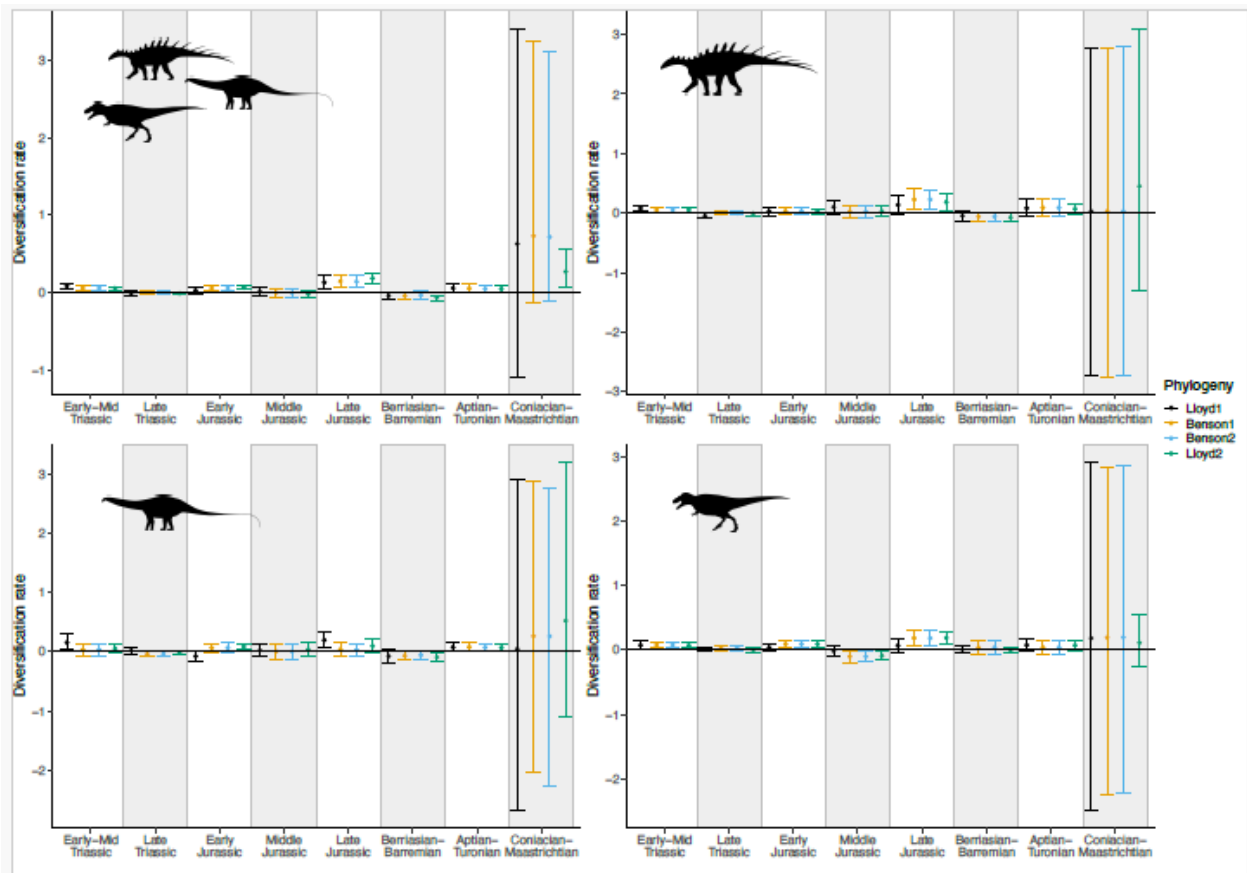 Diversification rate
3
2
1
0
-1
Early-Mid Triassic
Late Triassic
Early Jurassic
Middle Jurassic
Late Jurassic
Berriasian-Barremian
Aptian-Turonian
Coniacian-Maastrichtian
Diversification rate
3
2
1
0
-1
-2
-3
Early-Mid Triassic
Late Triassic
Early Jurassic
Middle Jurassic
Late Jurassic
Berriasian-Barremian
Aptian-Turonian
Coniacian-Maastrichtian
Phylogeny
Lloyd1
Benson1
Benson2
Lloyd2
Diversification rate
3
2
1
0
-1
-2
Early-Mid Triassic
Late Triassic
Early Jurassic
Middle Jurassic
Late Jurassic
Berriasian-Barremian
Aptian-Turonian
Coniacian-Maastrichtian
Diversification rate
3
2
1
0
-1
-2
Early-Mid Triassic
Late Triassic
Early Jurassic
Middle Jurassic
Late Jurassic
Berriasian-Barremian
Aptian-Turonian
Coniacian-Maastrichtian